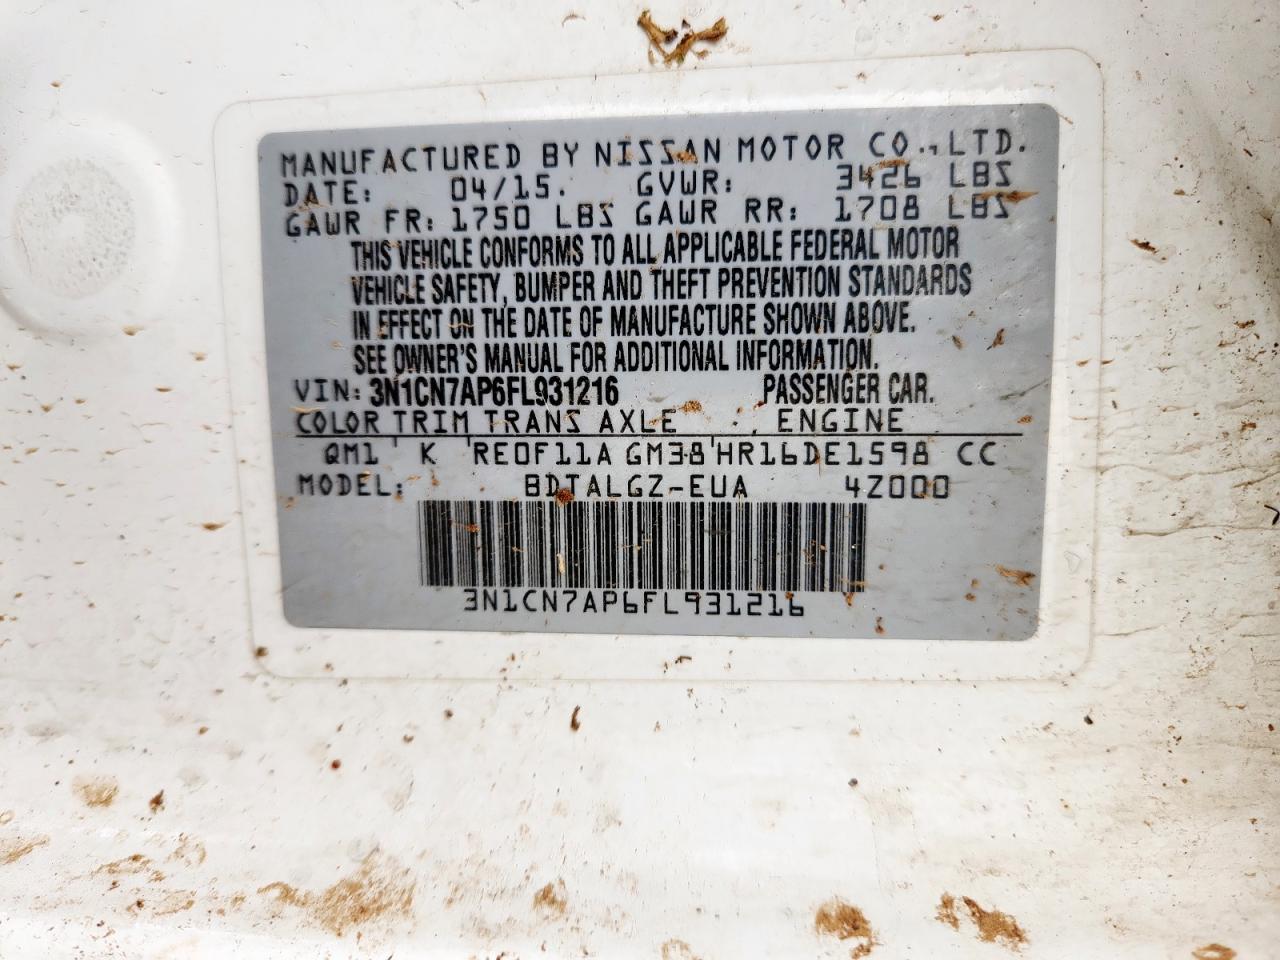 MANUFACTURED BY NISSAN MOTOR CO., LTD.
DATE: 04/15. GVWR: 3426 LBS
GAWR FR: 1750 LBS GAWR RR: 1708 LBS
THIS VEHICLE CONFORMS TO ALL APPLICABLE FEDERAL MOTOR
VEHICLE SAFETY, BUMPER AND THEFT PREVENTION STANDARDS
IN EFFECT ON THE DATE OF MANUFACTURE SHOWN ABOVE.
SEE OWNER'S MANUAL FOR ADDITIONAL INFORMATION.
VIN: 3N1CN7AP6FL931216 PASSENGER CAR.
COLOR TRIM TRANS AXLE ENGINE
QM1 K RE0F11A GM38 HR16DE1598 CC
MODEL: BDTALGZ-EUA 4Z000
3N1CN7AP6FL931216